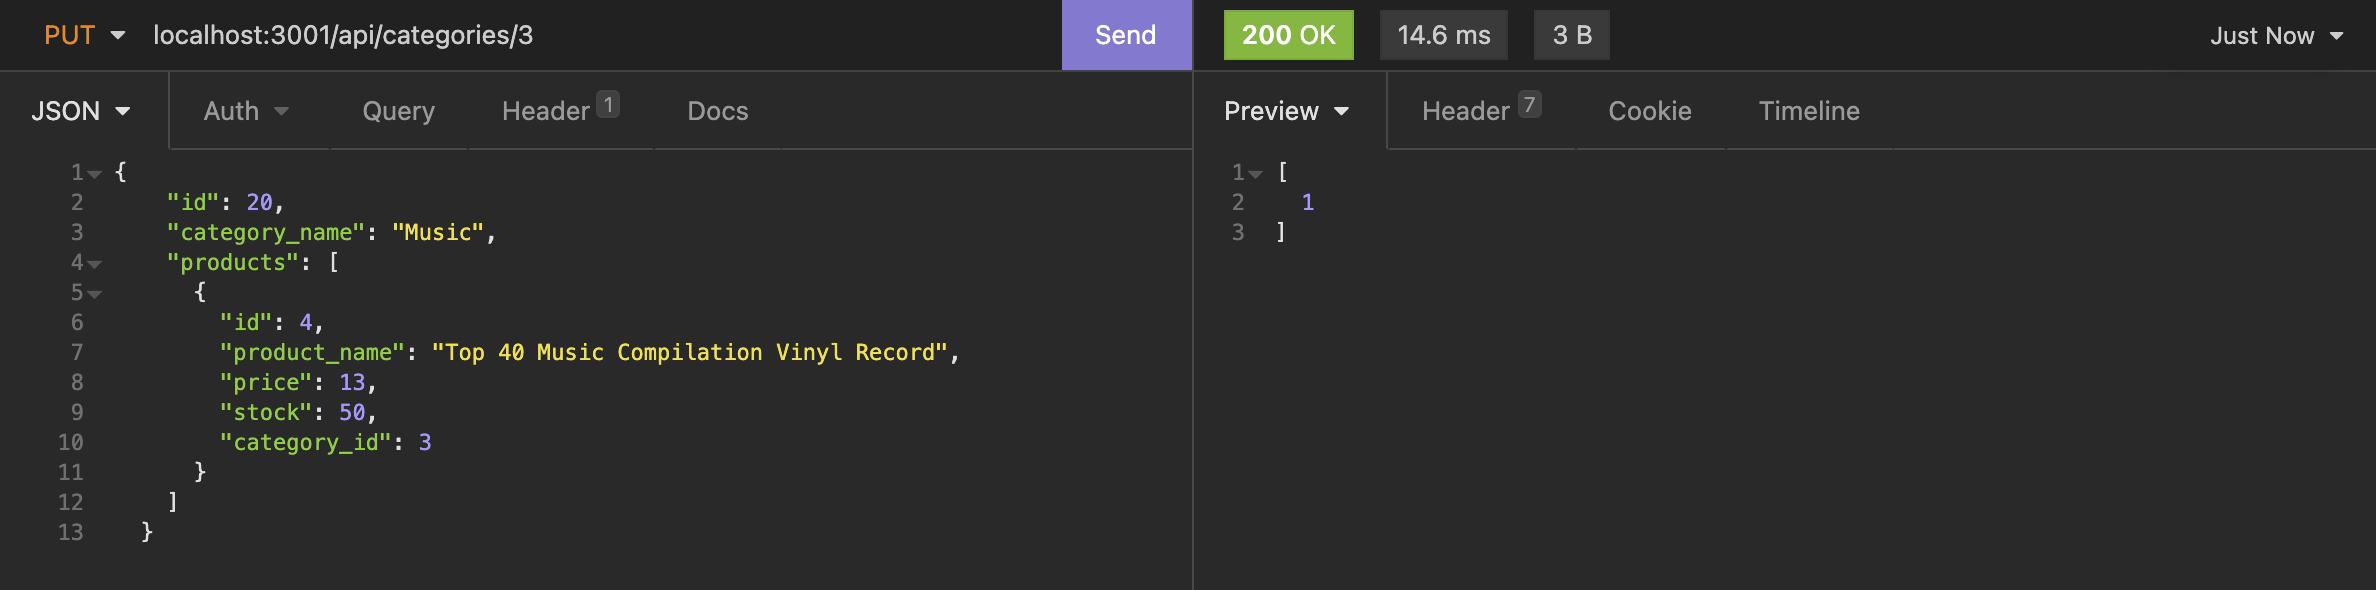 PUT localhost:3001/api/categories/3 Send 200 OK 14.6 ms 3 B Just Now
JSON Auth Query Header 1 Docs Preview Header 7 Cookie Timeline
1 {
2 "id": 20,
3 "category_name": "Music",
4 "products": [
5 {
6 "id": 4,
7 "product_name": "Top 40 Music Compilation Vinyl Record",
8 "price": 13,
9 "stock": 50,
10 "category_id": 3
11 }
12 ]
13 }
1 [
2 1
3 ]